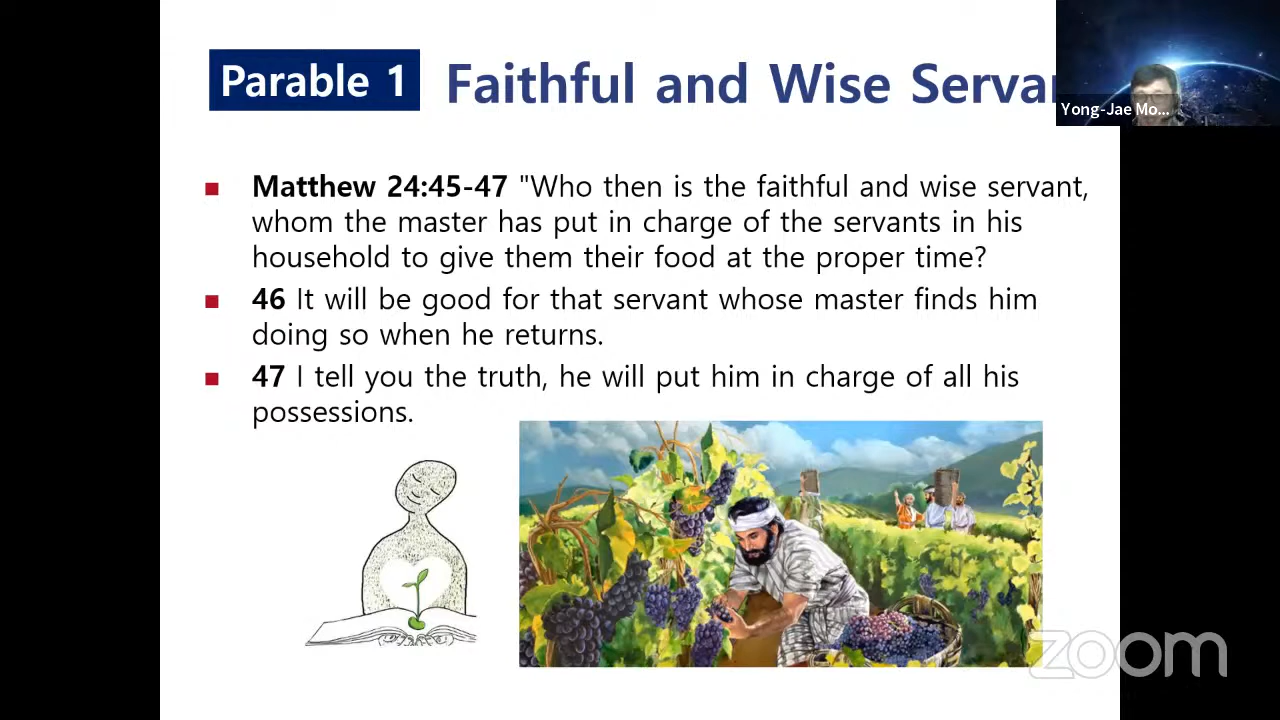 Parable 1
Faithful and Wise Serva
Yong-Jae Mo...
Matthew 24:45-47 "Who then is the faithful and wise servant,
whom the master has put in charge of the servants in his
household to give them their food at the proper time?
46 It will be good for that servant whose master finds him
doing so when he returns.
47 I tell you the truth, he will put him in charge of all his
possessions.
zoom